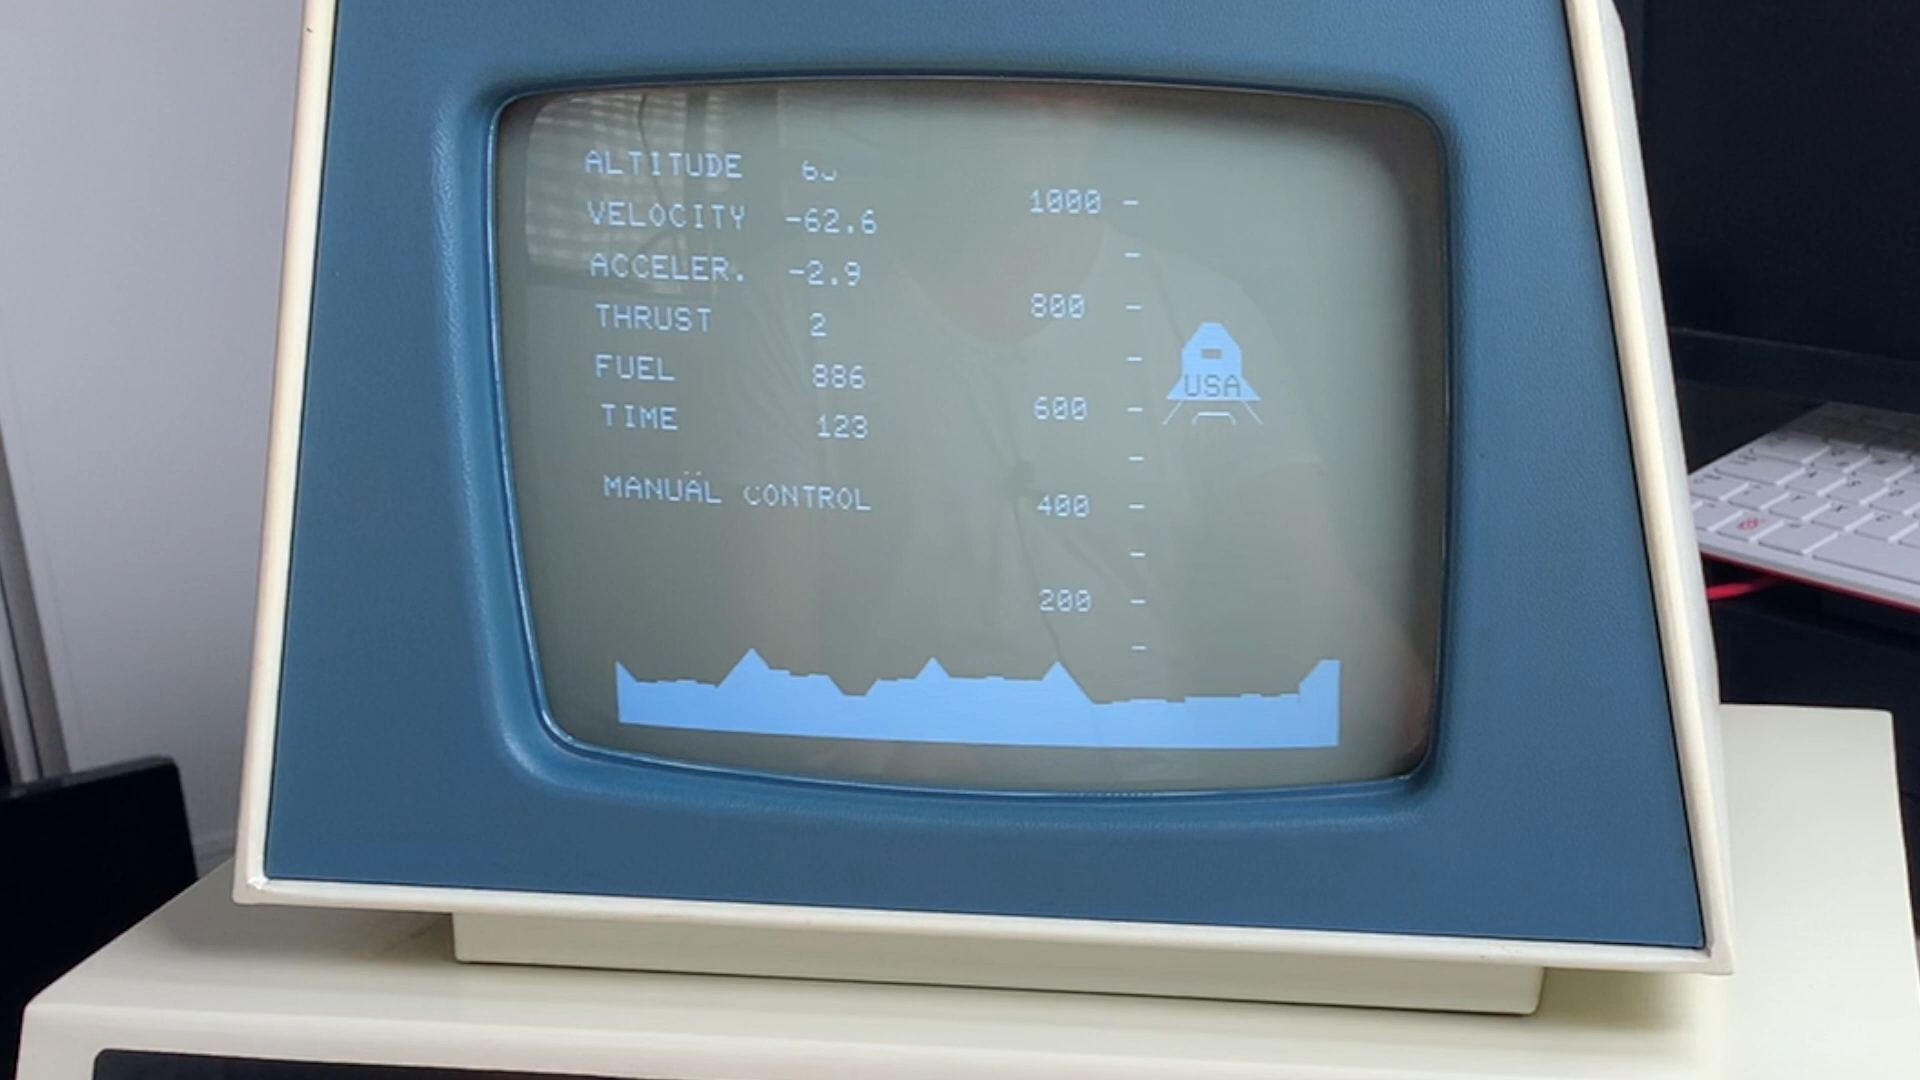 ALTITUDE
VELOCITY -62.6
ACCELER. -2.9
THRUST 2
FUEL 886
TIME 123
MANUAL CONTROL
1000 -
-
800 -
-
600 -
-
400 -
-
200 -
-
USA